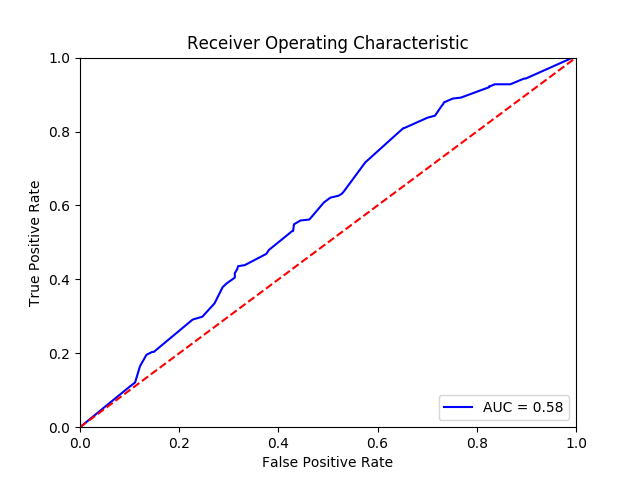 Receiver Operating Characteristic
True Positive Rate
1.0
0.8
0.6
0.4
0.2
0.0
AUC = 0.58
0.0 0.2 0.4 0.6 0.8 1.0
False Positive Rate